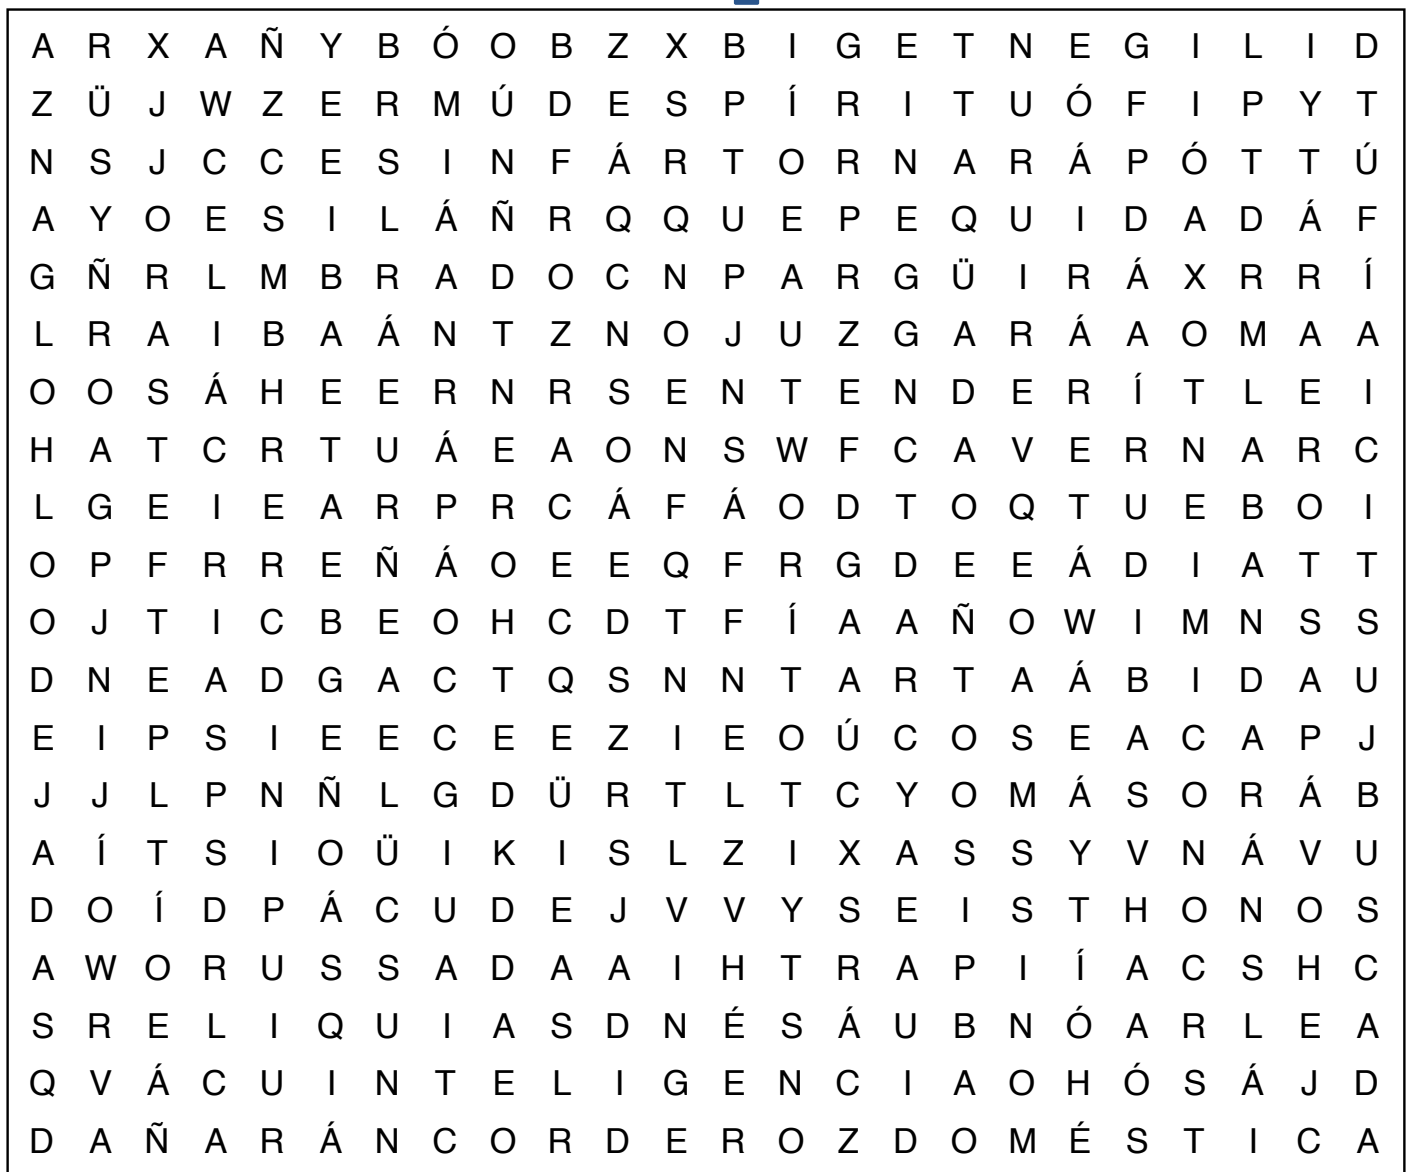 A R X A Ñ Y B Ó O B Z X B I G E T N E G I L I D
Z Ü J W Z E R M Ú D E S P Í R I T U Ó F I P Y T
N S J C C E S I N F Á R T O R N A R Á P Ó T T Ú
A Y O E S I L Á Ñ R Q Q U E P E Q U I D A D Á F
G Ñ R L M B R A D O C N P A R G Ü I R Á X R R Í
L R A I B A Á N T Z N O J U Z G A R Á A O M A A
O O S Á H E E R N R S E N T E N D E R Í T L E I
H A T C R T U Á E A O N S W F C A V E R N A R C
L G E I E A R P R C Á F Á O D T O Q T U E B O I
O P F R R E Ñ Á O E E Q F R G D E E Á D I A T T
O J T I C B E O H C D T F Í A A Ñ O W I M N S S
D N E A D G A C T Q S N N T A R T A Á B I D A U
E I P S I E E C E E Z I E O Ú C O S E A C A P J
J J L P N Ñ L G D Ü R T L T C Y O M Á S O R Á B
A Í T S I O Ü I K I S L Z I X A S S Y V N Á V U
D O Í D P Á C U D E J V V Y S E I S T H O N O S
A W O R U S S A D A A I H T R A P I Í A C S H C
S R E L I Q U I A S D N É S Á U B N Ó A R L E A
Q V Á C U I N T E L I G E N C I A O H Ó S Á J D
D A Ñ A R Á N C O R D E R O Z D O M É S T I C A